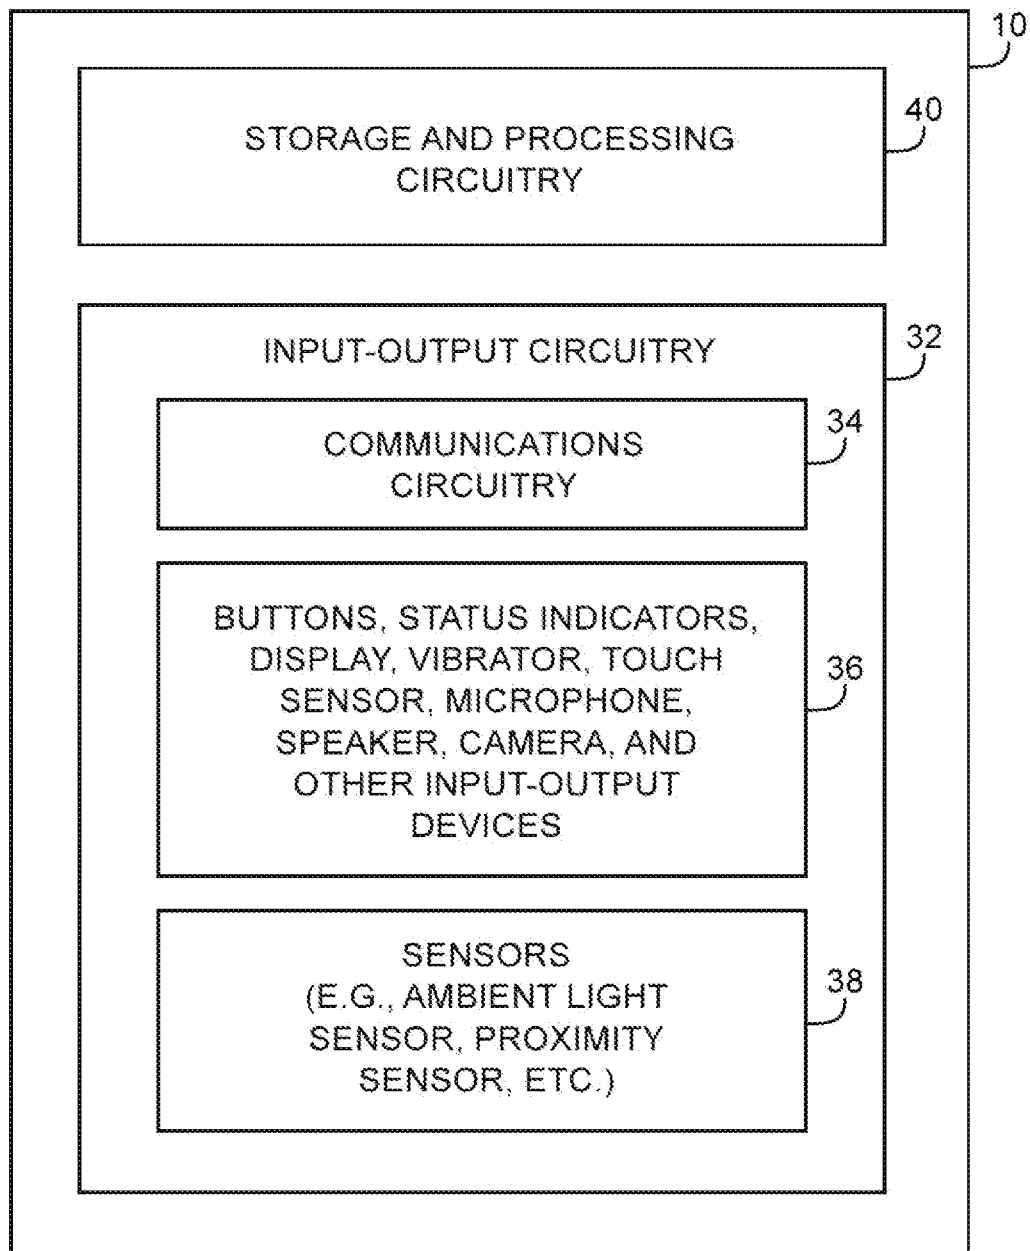 10
40
STORAGE AND PROCESSING
CIRCUITRY
32
INPUT-OUTPUT CIRCUITRY
34
COMMUNICATIONS
CIRCUITRY
BUTTONS, STATUS INDICATORS,
DISPLAY, VIBRATOR, TOUCH
SENSOR, MICROPHONE,
SPEAKER, CAMERA, AND
OTHER INPUT-OUTPUT
DEVICES
36
SENSORS
(E.G., AMBIENT LIGHT
SENSOR, PROXIMITY
SENSOR, ETC.)
38